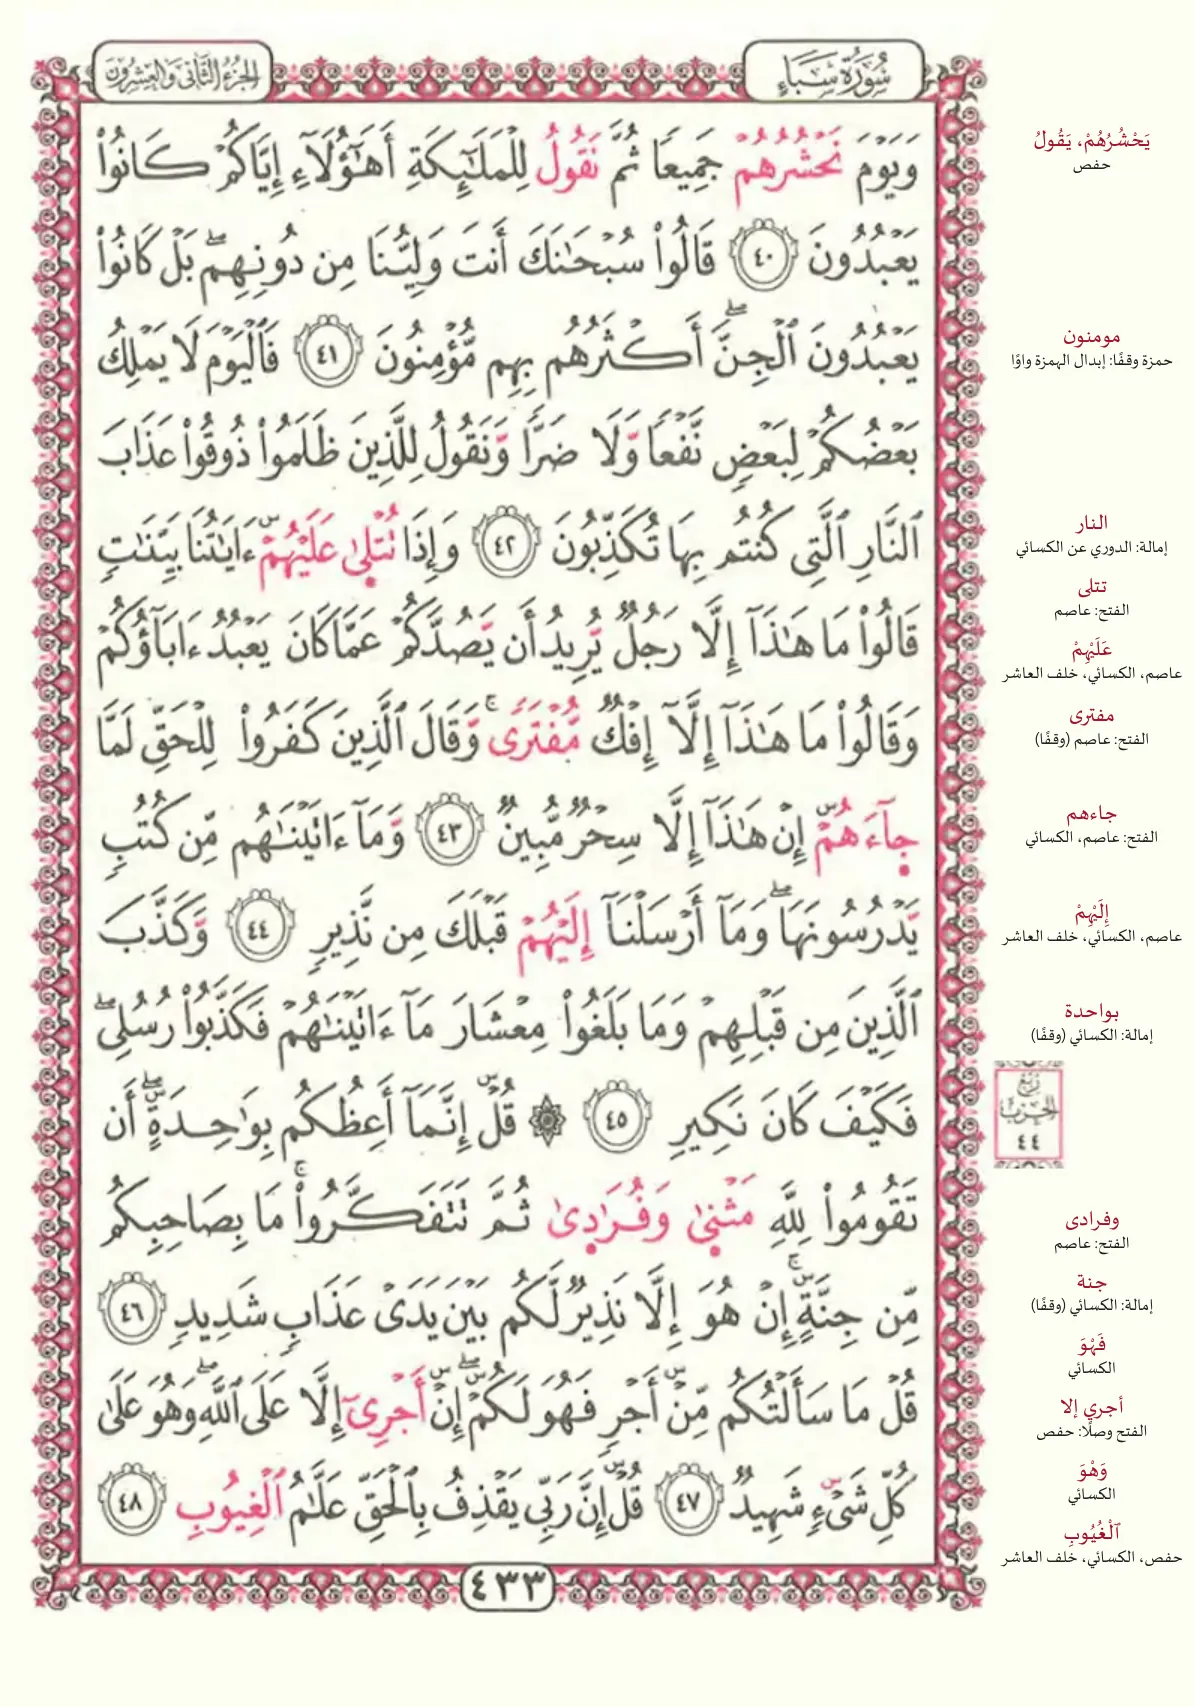 سُورَةُ سَبَإٍ
الجُزْءُ الثَّانِي وَالعِشْرُونَ
وَيَوْمَ نَحْشُرُهُمْ جَمِيعًا ثُمَّ نَقُولُ لِلْمَلَٰٓئِكَةِ أَهَٰٓؤُلَآءِ إِيَّاكُمْ كَانُوا۟
يَعْبُدُونَ ٤٠ قَالُوا۟ سُبْحَٰنَكَ أَنتَ وَلِيُّنَا مِن دُونِهِمۖ بَلْ كَانُوا۟
يَعْبُدُونَ ٱلْجِنَّۖ أَكْثَرُهُم بِهِم مُّؤْمِنُونَ ٤١ فَٱلْيَوْمَ لَا يَمْلِكُ
بَعْضُكُمْ لِبَعْضٍ نَّفْعًا وَّلَا ضَرًّا وَّنَقُولُ لِلَّذِينَ ظَلَمُوا۟ ذُوقُوا۟ عَذَابَ
ٱلنَّارِ ٱلَّتِى كُنتُم بِهَا تُكَذِّبُونَ ٤٢ وَإِذَا تُتْلَىٰ عَلَيْهُمْ ءَايَٰتُنَا بَيِّنَٰتٍ
قَالُوا۟ مَا هَٰذَآ إِلَّا رَجُلٌ يُّرِيدُ أَن يَّصُدَّكُمْ عَمَّا كَانَ يَعْبُدُ ءَابَآؤُكُمْ
وَقَالُوا۟ مَا هَٰذَآ إِلَّآ إِفْكٌ مُّفْتَرًىۚ وَّقَالَ ٱلَّذِينَ كَفَرُوا۟ لِلْحَقِّ لَمَّا
جَآءَهُمْ إِنْ هَٰذَآ إِلَّا سِحْرٌ مُّبِينٌ ٤٣ وَّمَآ ءَاتَيْنَٰهُم مِّن كُتُبٍ
يَّدْرُسُونَهَاۖ وَمَآ أَرْسَلْنَآ إِلَيْهُمْ قَبْلَكَ مِن نَّذِيرٍ ٤٤ وَّكَذَّبَ
ٱلَّذِينَ مِن قَبْلِهِمْ وَمَا بَلَغُوا۟ مِعْشَارَ مَآ ءَاتَيْنَٰهُمْ فَكَذَّبُوا۟ رُسُلِىۖ
فَكَيْفَ كَانَ نَكِيرِ ٤٥ ۞ قُلْ إِنَّمَآ أَعِظُكُم بِوَٰحِدَةٍۖ أَن
تَقُومُوا۟ لِلَّهِ مَثْنَىٰ وَفُرَٰدَىٰ ثُمَّ تَتَفَكَّرُوا۟ۚ مَا بِصَاحِبِكُم
مِّن جِنَّةٍۚ إِنْ هُوَ إِلَّا نَذِيرٌ لَّكُم بَيْنَ يَدَىْ عَذَابٍ شَدِيدٍ ٤٦
قُلْ مَا سَأَلْتُكُم مِّنْ أَجْرٍ فَهُوَ لَكُمْۖ إِنْ أَجْرِىٓ إِلَّا عَلَى ٱللَّهِۖ وَهُوَ عَلَىٰ
كُلِّ شَىْءٍ شَهِيدٌ ٤٧ قُلْ إِنَّ رَبِّى يَقْذِفُ بِٱلْحَقِّ عَلَّٰمُ ٱلْغِيُوبِ ٤٨
٤٣٣
يَحْشُرُهُمْ، يَقُولُ
حفص
مومنون
حمزة وقفًا: إبدال الهمزة واوًا
النار
إمالة: الدوري عن الكسائي
تتلى
الفتح: عاصم
عَلَيْهِمْ
عاصم، الكسائي، خلف العاشر
مفترى
الفتح: عاصم (وقفًا)
جاءهم
الفتح: عاصم، الكسائي
إِلَيْهِمْ
عاصم، الكسائي، خلف العاشر
بواحدة
إمالة: الكسائي (وقفًا)
ربع
الحزب
٤٤
وفرادى
الفتح: عاصم
جنة
إمالة: الكسائي (وقفًا)
فَهْوَ
الكسائي
أجري إلا
الفتح وصلًا: حفص
وَهْوَ
الكسائي
ٱلْغُيُوبِ
حفص، الكسائي، خلف العاشر